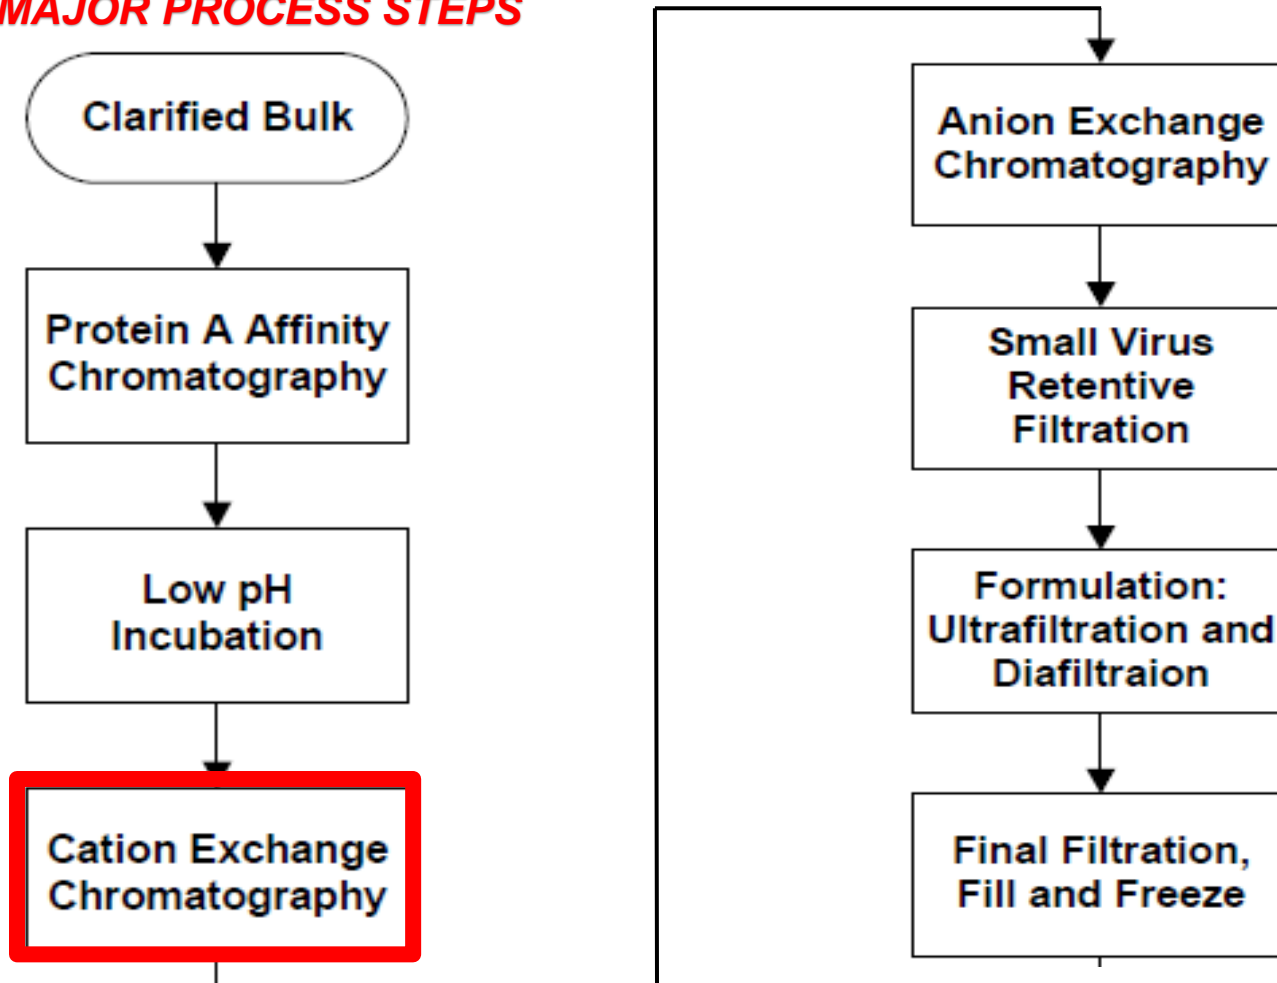 MAJOR PROCESS STEPS
Clarified Bulk
Protein A Affinity
Chromatography
Low pH
Incubation
Cation Exchange
Chromatography
Anion Exchange
Chromatography
Small Virus
Retentive
Filtration
Formulation:
Ultrafiltration and
Diafiltraion
Final Filtration,
Fill and Freeze